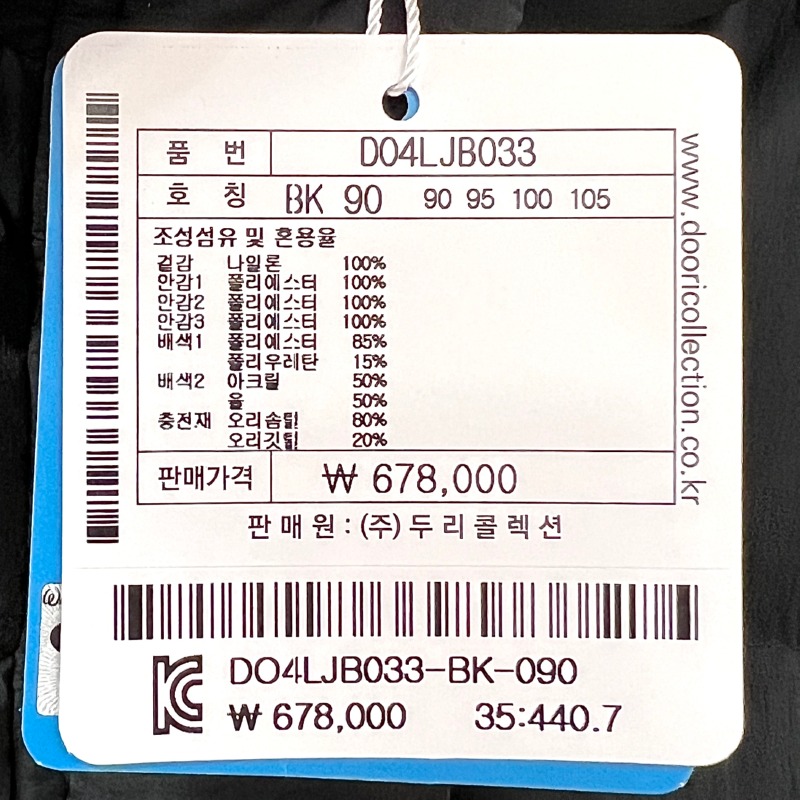 품 번 D04LJB033
호 칭 BK 90 90 95 100 105
조성섬유 및 혼용율
겉감 나일론 100%
안감1 폴리에스터 100%
안감2 폴리에스터 100%
안감3 폴리에스터 100%
배색1 폴리에스터 85%
폴리우레탄 15%
배색2 아크릴 50%
울 50%
충전재 오리솜털 80%
오리깃털 20%
판매가격 ₩ 678,000
판매원 : (주)두리콜렉션
www.dooricollection.co.kr
DO4LJB033-BK-090
₩ 678,000 35:440.7